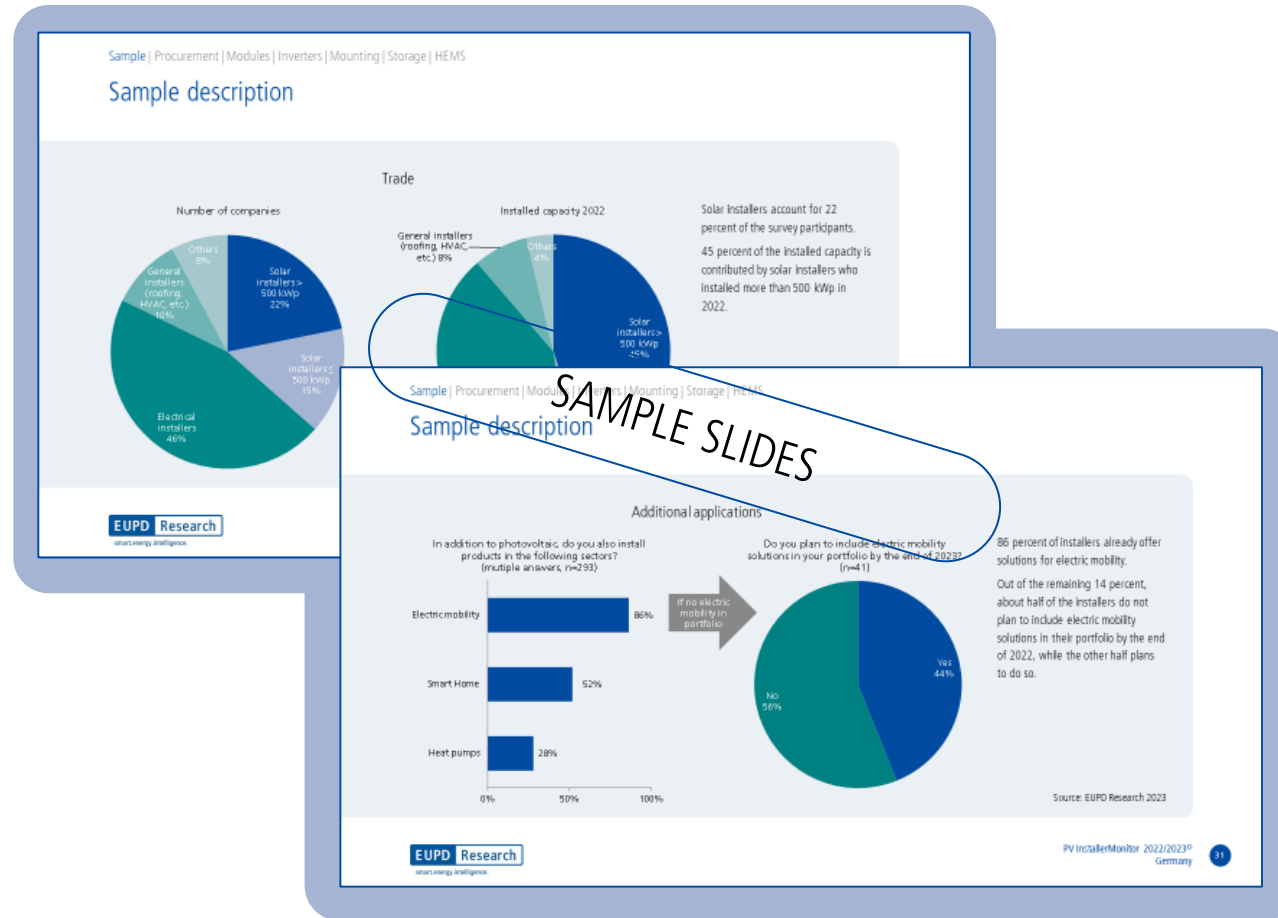 Sample | Procurement | Modules | Inverters | Mounting | Storage | HEMS
Sample description
Trade
Number of companies
Others
8%
General
installers
(roofing,
HVAC, etc.)
10%
Solar
installers >
500 kWp
22%
Solar
installers ≤
500 kWp
15%
Electrical
installers
46%
Installed capacity 2022
General installers
(roofing, HVAC,
etc.) 8%
Others
4%
Solar
installers >
500 kWp
45%
Solar installers account for 22
percent of the survey participants.
45 percent of the installed capacity is
contributed by solar installers who
installed more than 500 kWp in
2022.
EUPD Research
smart.energy.intelligence.
SAMPLE SLIDES
Sample | Procurement | Modules | Inverters | Mounting | Storage | HEMS
Sample description
Additional applications
In addition to photovoltaic, do you also install
products in the following sectors?
(mutiple answers, n=293)
Electric mobility
86%
Smart Home
52%
Heat pumps
28%
0% 50% 100%
If no electric
mobility in
portfolio
Do you plan to include electric mobility
solutions in your portfolio by the end of 2023?
(n=41)
Yes
44%
No
56%
86 percent of installers already offer
solutions for electric mobility.
Out of the remaining 14 percent,
about half of the installers do not
plan to include electric mobility
solutions in their portfolio by the end
of 2022, while the other half plans
to do so.
Source: EUPD Research 2023
EUPD Research
smart.energy.intelligence.
PV InstallerMonitor 2022/2023©
Germany
31